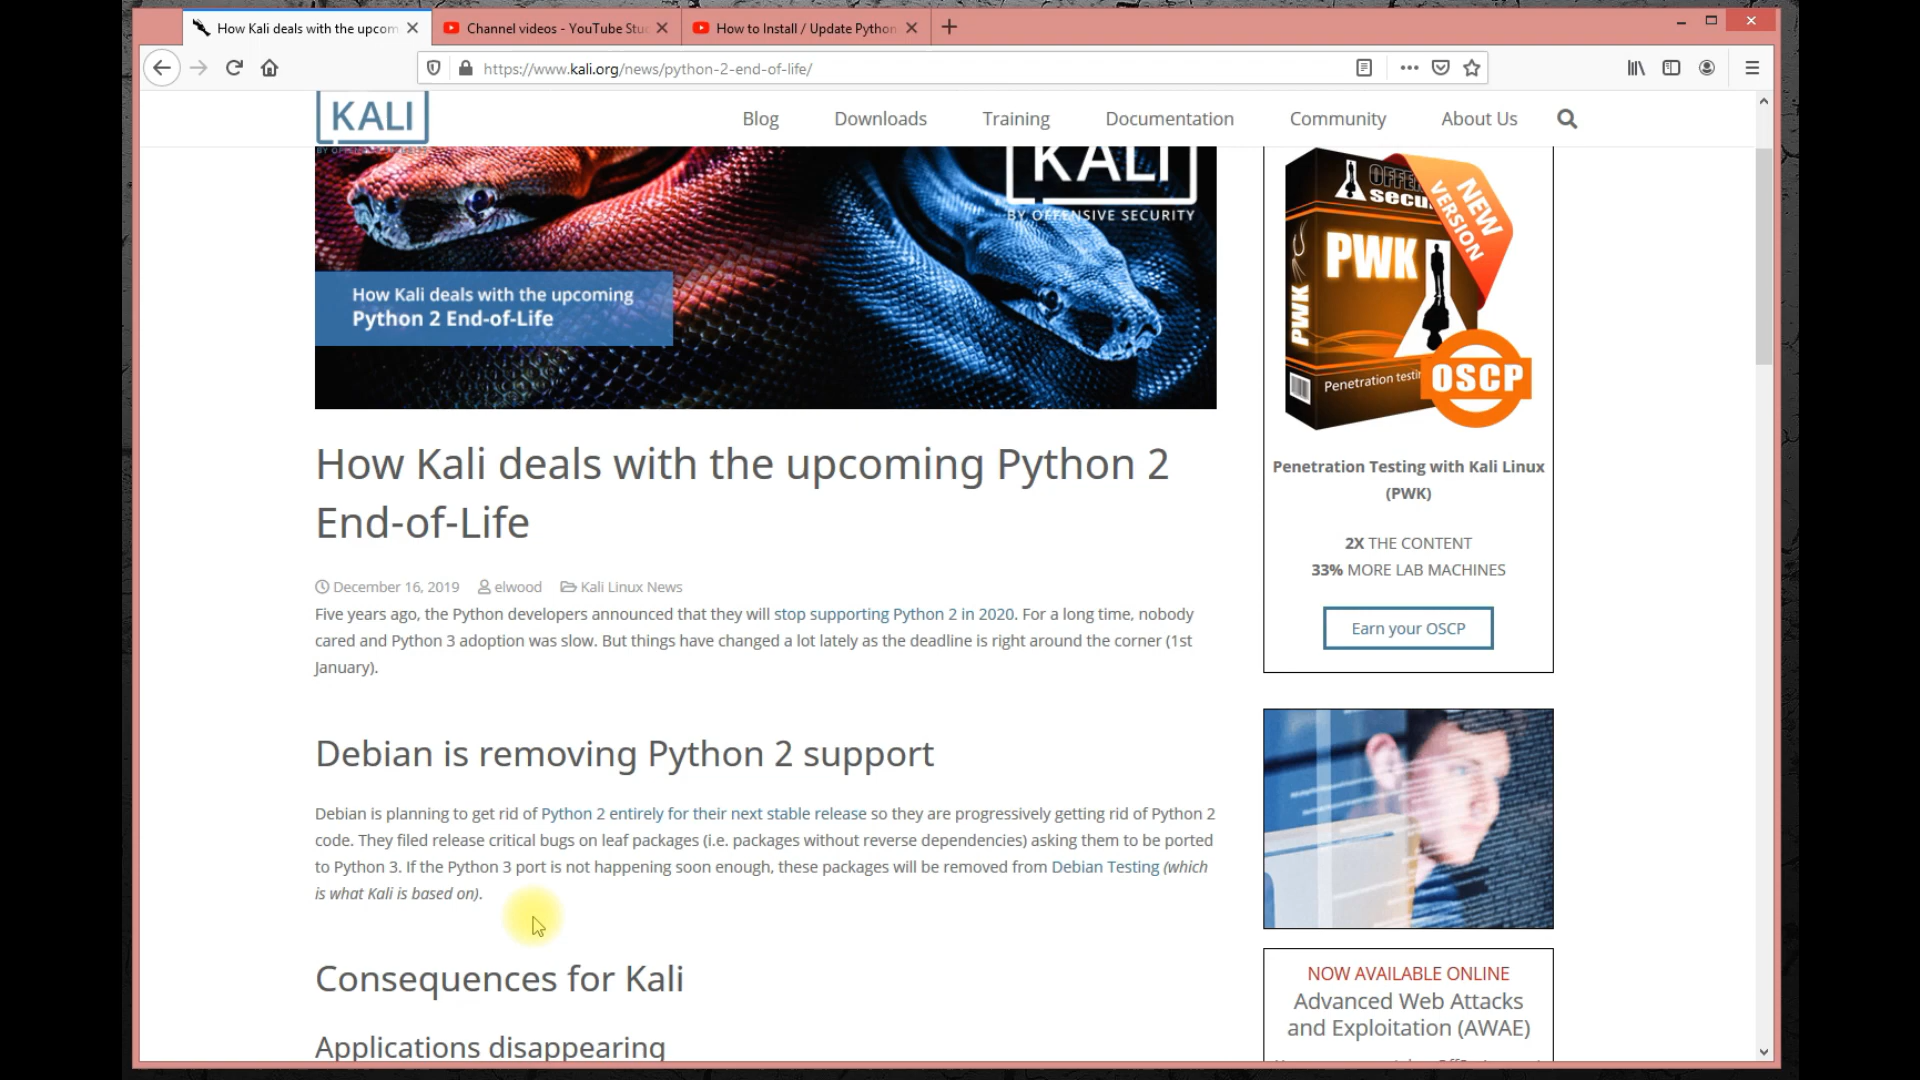 How Kali deals with the upcom
Channel videos - YouTube Stu
How to Install / Update Python
https://www.kali.org/news/python-2-end-of-life/
KALI
Blog
Downloads
Training
Documentation
Community
About Us
KALI
BY OFFENSIVE SECURITY
How Kali deals with the upcoming
Python 2 End-of-Life
OFFE
secu
NEW
VERSION
PWK
PWK
Penetration testi
OSCP
How Kali deals with the upcoming Python 2
End-of-Life
December 16, 2019 elwood Kali Linux News
Five years ago, the Python developers announced that they will stop supporting Python 2 in 2020. For a long time, nobody
cared and Python 3 adoption was slow. But things have changed a lot lately as the deadline is right around the corner (1st
January).
Debian is removing Python 2 support
Debian is planning to get rid of Python 2 entirely for their next stable release so they are progressively getting rid of Python 2
code. They filed release critical bugs on leaf packages (i.e. packages without reverse dependencies) asking them to be ported
to Python 3. If the Python 3 port is not happening soon enough, these packages will be removed from Debian Testing (which
is what Kali is based on).
Consequences for Kali
Applications disappearing
Penetration Testing with Kali Linux
(PWK)
2X THE CONTENT
33% MORE LAB MACHINES
Earn your OSCP
NOW AVAILABLE ONLINE
Advanced Web Attacks
and Exploitation (AWAE)